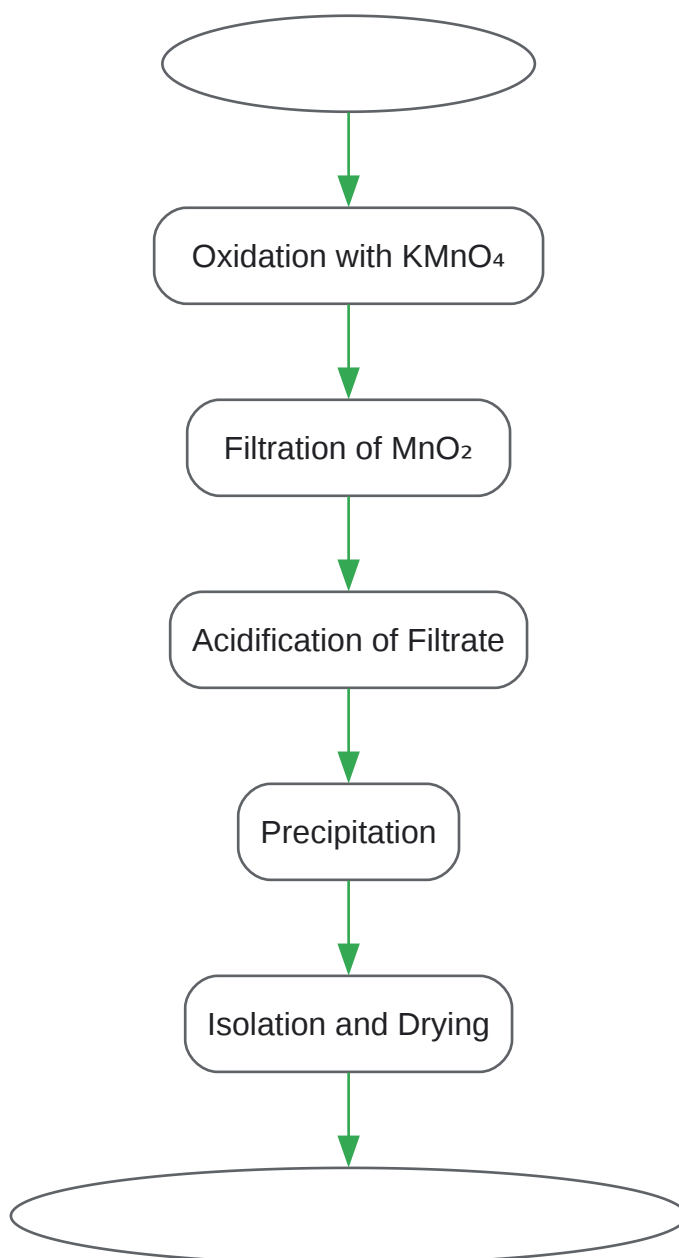 Oxidation with KMnO₄
Filtration of MnO₂
Acidification of Filtrate
Precipitation
Isolation and Drying